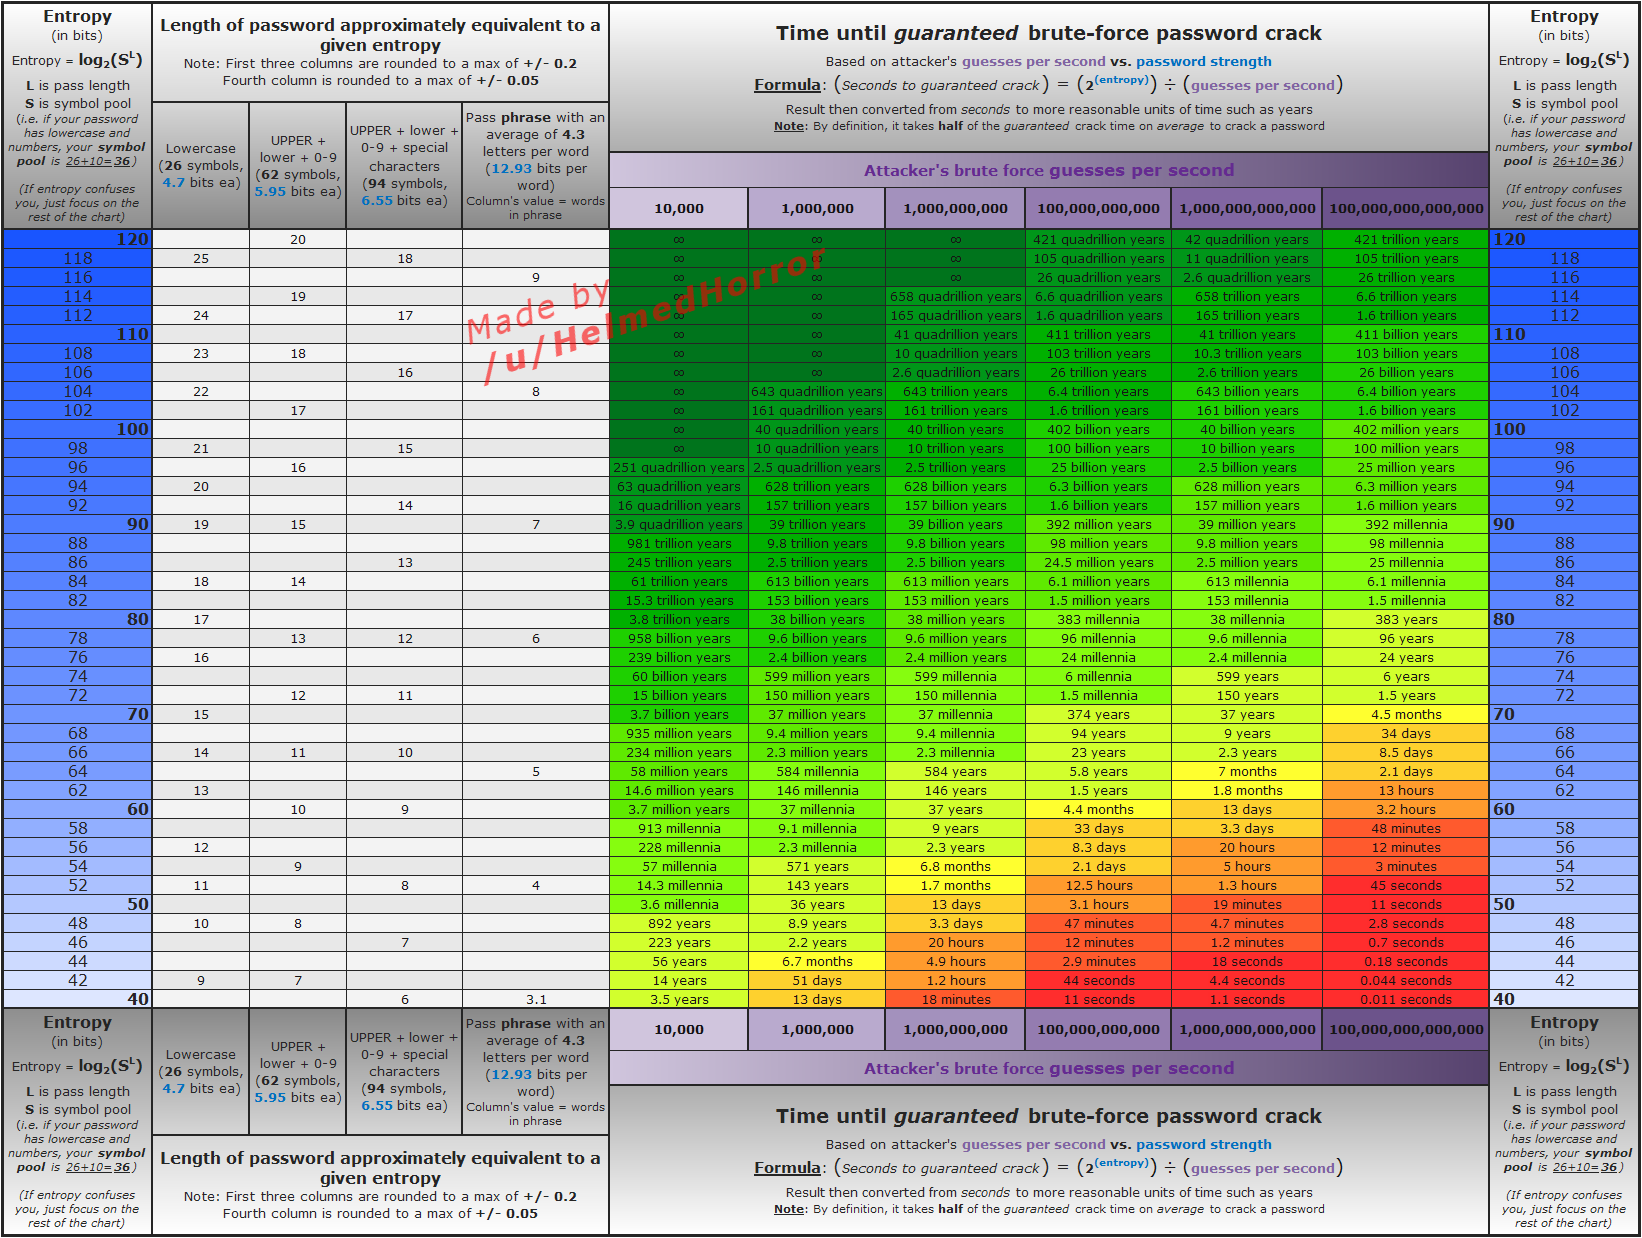 Entropy
(in bits)
Entropy = log2(S^L)
L is pass length
S is symbol pool
(i.e. if your password
has lowercase and
numbers, your symbol
pool is 26+10=36)
(If entropy confuses
you, just focus on the
rest of the chart)
Length of password approximately equivalent to a
given entropy
Note: First three columns are rounded to a max of +/- 0.2
Fourth column is rounded to a max of +/- 0.05
Lowercase
(26 symbols,
4.7 bits ea)
UPPER +
lower + 0-9
(62 symbols,
5.95 bits ea)
UPPER + lower +
0-9 + special
characters
(94 symbols,
6.55 bits ea)
Pass phrase with an
average of 4.3
letters per word
(12.93 bits per
word)
Column's value = words
in phrase
Time until guaranteed brute-force password crack
Based on attacker's guesses per second vs. password strength
Formula: (Seconds to guaranteed crack) = (2^(entropy)) ÷ (guesses per second)
Result then converted from seconds to more reasonable units of time such as years
Note: By definition, it takes half of the guaranteed crack time on average to crack a password
Attacker's brute force guesses per second
10,000 1,000,000 1,000,000,000 100,000,000,000 1,000,000,000,000 100,000,000,000,000
Entropy
(in bits)
Entropy = log2(S^L)
L is pass length
S is symbol pool
(i.e. if your password
has lowercase and
numbers, your symbol
pool is 26+10=36)
(If entropy confuses
you, just focus on the
rest of the chart)
120 20 ∞ ∞ ∞ 421 quadrillion years 42 quadrillion years 421 trillion years 120
118 25 18 ∞ ∞ ∞ 105 quadrillion years 11 quadrillion years 105 trillion years 118
116 9 ∞ ∞ ∞ 26 quadrillion years 2.6 quadrillion years 26 trillion years 116
114 19 ∞ ∞ 658 quadrillion years 6.6 quadrillion years 658 trillion years 6.6 trillion years 114
112 24 17 ∞ ∞ 165 quadrillion years 1.6 quadrillion years 165 trillion years 1.6 trillion years 112
110 ∞ ∞ 41 quadrillion years 411 trillion years 41 trillion years 411 billion years 110
108 23 18 ∞ ∞ 10 quadrillion years 103 trillion years 10.3 trillion years 103 billion years 108
106 16 ∞ ∞ 2.6 quadrillion years 26 trillion years 2.6 trillion years 26 billion years 106
104 22 8 ∞ 643 quadrillion years 643 trillion years 6.4 trillion years 643 billion years 6.4 billion years 104
102 17 ∞ 161 quadrillion years 161 trillion years 1.6 trillion years 161 billion years 1.6 billion years 102
100 ∞ 40 quadrillion years 40 trillion years 402 billion years 40 billion years 402 million years 100
98 21 15 ∞ 10 quadrillion years 10 trillion years 100 billion years 10 billion years 100 million years 98
96 16 251 quadrillion years 2.5 quadrillion years 2.5 trillion years 25 billion years 2.5 billion years 25 million years 96
94 20 63 quadrillion years 628 trillion years 628 billion years 6.3 billion years 628 million years 6.3 million years 94
92 14 16 quadrillion years 157 trillion years 157 billion years 1.6 billion years 157 million years 1.6 million years 92
90 19 15 7 3.9 quadrillion years 39 trillion years 39 billion years 392 million years 39 million years 392 millennia 90
88 981 trillion years 9.8 trillion years 9.8 billion years 98 million years 9.8 million years 98 millennia 88
86 13 245 trillion years 2.5 trillion years 2.5 billion years 24.5 million years 2.5 million years 25 millennia 86
84 18 14 61 trillion years 613 billion years 613 million years 6.1 million years 613 millennia 6.1 millennia 84
82 15.3 trillion years 153 billion years 153 million years 1.5 million years 153 millennia 1.5 millennia 82
80 17 3.8 trillion years 38 billion years 38 million years 383 millennia 38 millennia 383 years 80
78 13 12 6 958 billion years 9.6 billion years 9.6 million years 96 millennia 9.6 millennia 96 years 78
76 16 239 billion years 2.4 billion years 2.4 million years 24 millennia 2.4 millennia 24 years 76
74 60 billion years 599 million years 599 millennia 6 millennia 599 years 6 years 74
72 12 11 15 billion years 150 million years 150 millennia 1.5 millennia 150 years 1.5 years 72
70 15 3.7 billion years 37 million years 37 millennia 374 years 37 years 4.5 months 70
68 935 million years 9.4 million years 9.4 millennia 94 years 9 years 34 days 68
66 14 11 10 234 million years 2.3 million years 2.3 millennia 23 years 2.3 years 8.5 days 66
64 5 58 million years 584 millennia 584 years 5.8 years 7 months 2.1 days 64
62 13 14.6 million years 146 millennia 146 years 1.5 years 1.8 months 13 hours 62
60 10 9 3.7 million years 37 millennia 37 years 4.4 months 13 days 3.2 hours 60
58 913 millennia 9.1 millennia 9 years 33 days 3.3 days 48 minutes 58
56 12 228 millennia 2.3 millennia 2.3 years 8.3 days 20 hours 12 minutes 56
54 9 57 millennia 571 years 6.8 months 2.1 days 5 hours 3 minutes 54
52 11 8 4 14.3 millennia 143 years 1.7 months 12.5 hours 1.3 hours 45 seconds 52
50 3.6 millennia 36 years 13 days 3.1 hours 19 minutes 11 seconds 50
48 10 8 892 years 8.9 years 3.3 days 47 minutes 4.7 minutes 2.8 seconds 48
46 7 223 years 2.2 years 20 hours 12 minutes 1.2 minutes 0.7 seconds 46
44 56 years 6.7 months 4.9 hours 2.9 minutes 18 seconds 0.18 seconds 44
42 9 7 14 years 51 days 1.2 hours 44 seconds 4.4 seconds 0.044 seconds 42
40 6 3.1 3.5 years 13 days 18 minutes 11 seconds 1.1 seconds 0.011 seconds 40
Made by
/u/HelmedHorror
Entropy
(in bits)
Entropy = log2(S^L)
L is pass length
S is symbol pool
(i.e. if your password
has lowercase and
numbers, your symbol
pool is 26+10=36)
(If entropy confuses
you, just focus on the
rest of the chart)
Lowercase
(26 symbols,
4.7 bits ea)
UPPER +
lower + 0-9
(62 symbols,
5.95 bits ea)
UPPER + lower +
0-9 + special
characters
(94 symbols,
6.55 bits ea)
Pass phrase with an
average of 4.3
letters per word
(12.93 bits per
word)
Column's value = words
in phrase
Length of password approximately equivalent to a
given entropy
Note: First three columns are rounded to a max of +/- 0.2
Fourth column is rounded to a max of +/- 0.05
10,000 1,000,000 1,000,000,000 100,000,000,000 1,000,000,000,000 100,000,000,000,000
Attacker's brute force guesses per second
Time until guaranteed brute-force password crack
Based on attacker's guesses per second vs. password strength
Formula: (Seconds to guaranteed crack) = (2^(entropy)) ÷ (guesses per second)
Result then converted from seconds to more reasonable units of time such as years
Note: By definition, it takes half of the guaranteed crack time on average to crack a password
Entropy
(in bits)
Entropy = log2(S^L)
L is pass length
S is symbol pool
(i.e. if your password
has lowercase and
numbers, your symbol
pool is 26+10=36)
(If entropy confuses
you, just focus on the
rest of the chart)